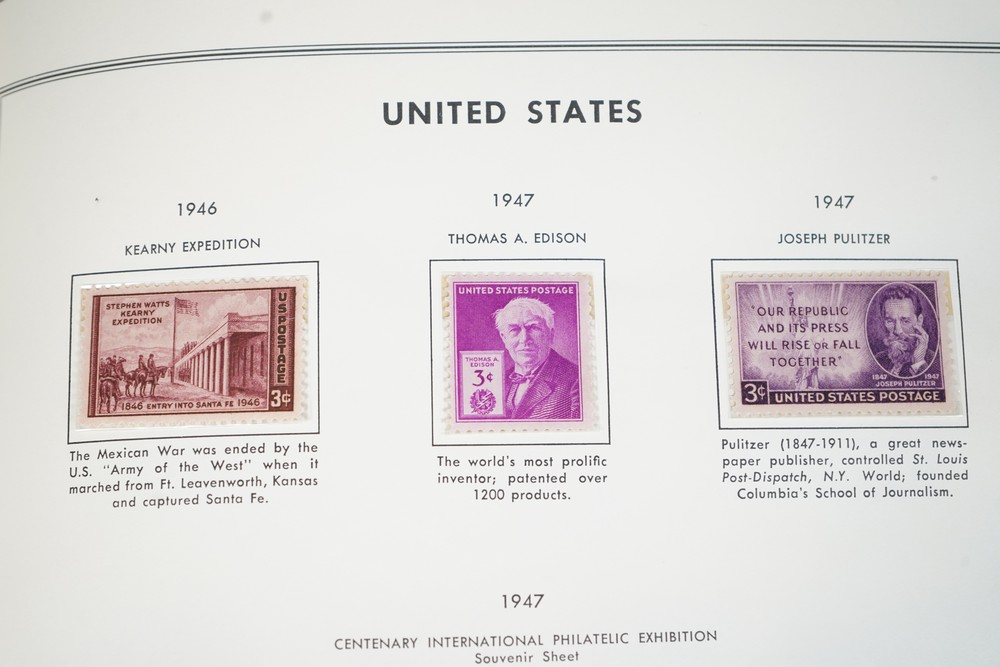 UNITED STATES
1946
KEARNY EXPEDITION
STEPHEN WATTS
KEARNY
EXPEDITION
U.S. POSTAGE
3¢
1846 ENTRY INTO SANTA FE 1946
The Mexican War was ended by the
U.S. "Army of the West" when it
marched from Ft. Leavenworth, Kansas
and captured Santa Fe.
1947
THOMAS A. EDISON
UNITED STATES POSTAGE
THOMAS A.
EDISON
3¢
The world's most prolific
inventor; patented over
1200 products.
1947
JOSEPH PULITZER
"OUR REPUBLIC
AND ITS PRESS
WILL RISE OR FALL
TOGETHER"
1847 1947
JOSEPH PULITZER
3¢ UNITED STATES POSTAGE
Pulitzer (1847-1911), a great news-
paper publisher, controlled St. Louis
Post-Dispatch, N.Y. World; founded
Columbia's School of Journalism.
1947
CENTENARY INTERNATIONAL PHILATELIC EXHIBITION
Souvenir Sheet